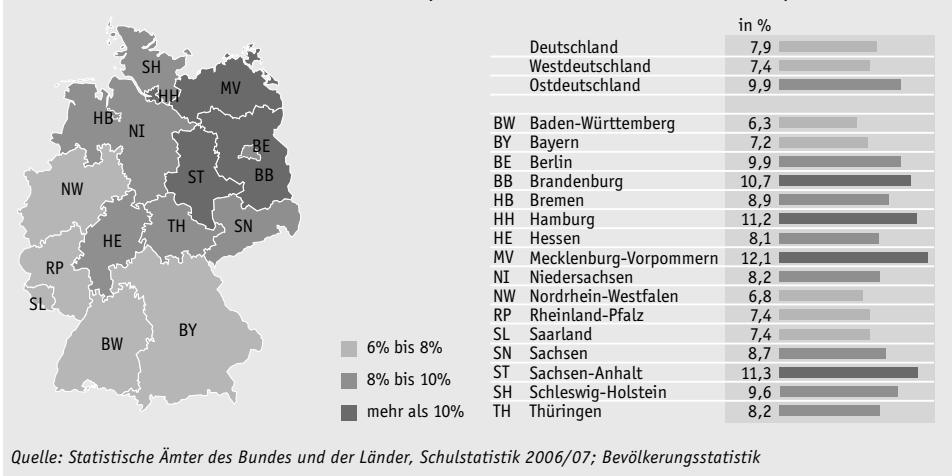 in %
Deutschland 7,9
Westdeutschland 7,4
Ostdeutschland 9,9
BW Baden-Württemberg 6,3
BY Bayern 7,2
BE Berlin 9,9
BB Brandenburg 10,7
HB Bremen 8,9
HH Hamburg 11,2
HE Hessen 8,1
MV Mecklenburg-Vorpommern 12,1
NI Niedersachsen 8,2
NW Nordrhein-Westfalen 6,8
RP Rheinland-Pfalz 7,4
SL Saarland 7,4
SN Sachsen 8,7
ST Sachsen-Anhalt 11,3
SH Schleswig-Holstein 9,6
TH Thüringen 8,2
SH
HH
MV
HB
NI
BE
ST
BB
NW
TH
SN
HE
RP
SL
BW
BY
6% bis 8%
8% bis 10%
mehr als 10%
Quelle: Statistische Ämter des Bundes und der Länder, Schulstatistik 2006/07; Bevölkerungsstatistik